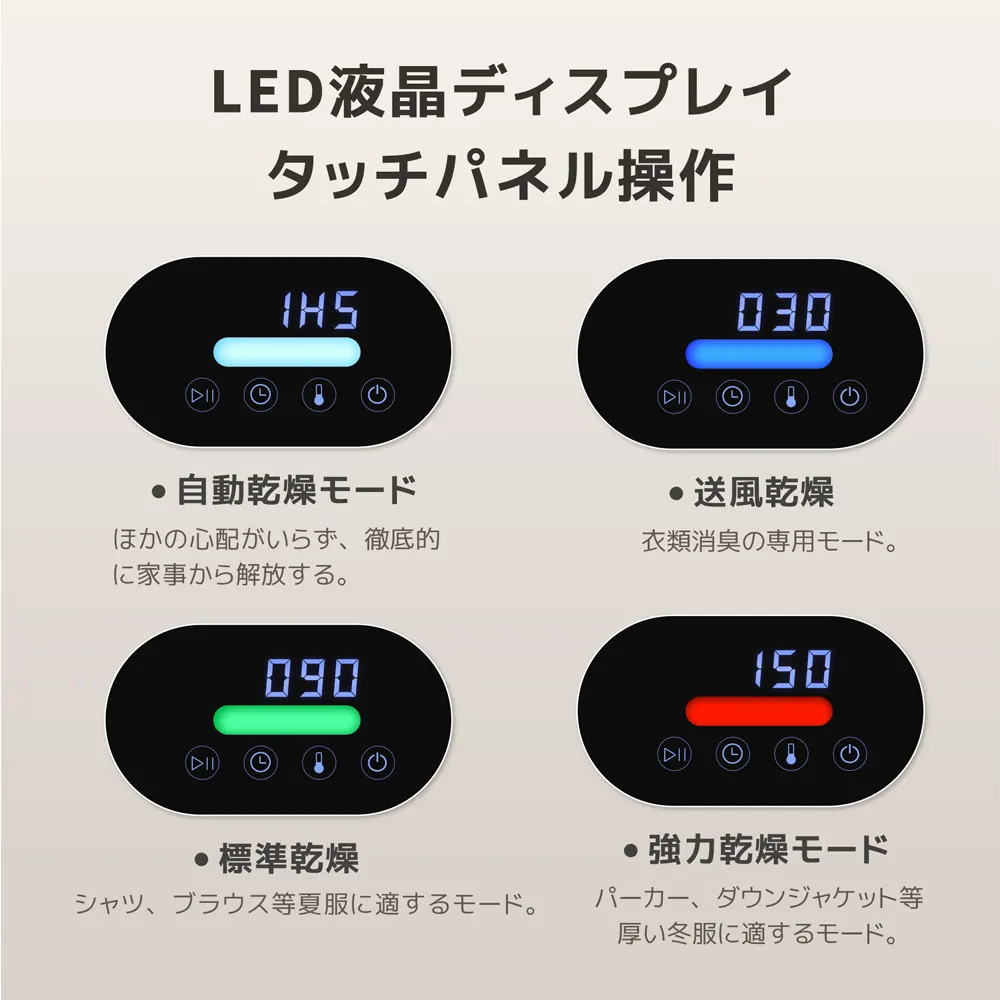 LED液晶ディスプレイ
タッチパネル操作
1H5
030
● 自動乾燥モード
ほかの心配がいらず、徹底的
に家事から解放する。
● 送風乾燥
衣類消臭の専用モード。
090
150
● 標準乾燥
シャツ、ブラウス等夏服に適するモード。
● 強力乾燥モード
パーカー、ダウンジャケット等
厚い冬服に適するモード。